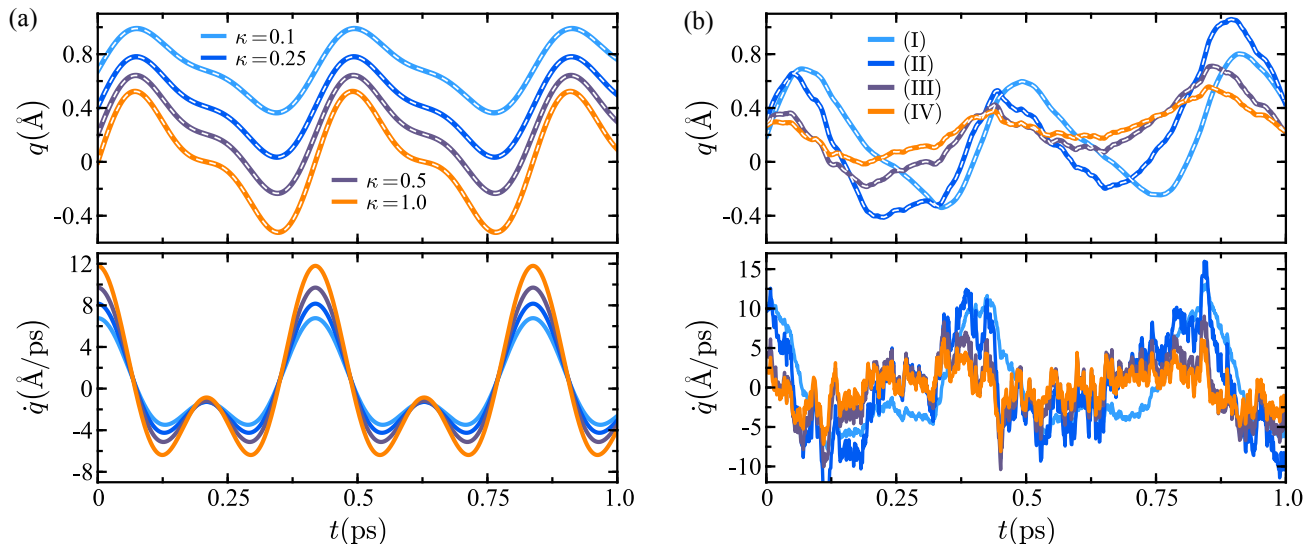 (a)
κ=0.1
κ=0.25
κ=0.5
κ=1.0
q(Å)
0.8
0.4
0
-0.4
q̇(Å/ps)
12
8
4
0
-4
-8
0
0.25
0.5
0.75
1.0
t(ps)
(b)
(I)
(II)
(III)
(IV)
q(Å)
0.8
0.4
0
-0.4
q̇(Å/ps)
15
10
5
0
-5
-10
0
0.25
0.5
0.75
1.0
t(ps)